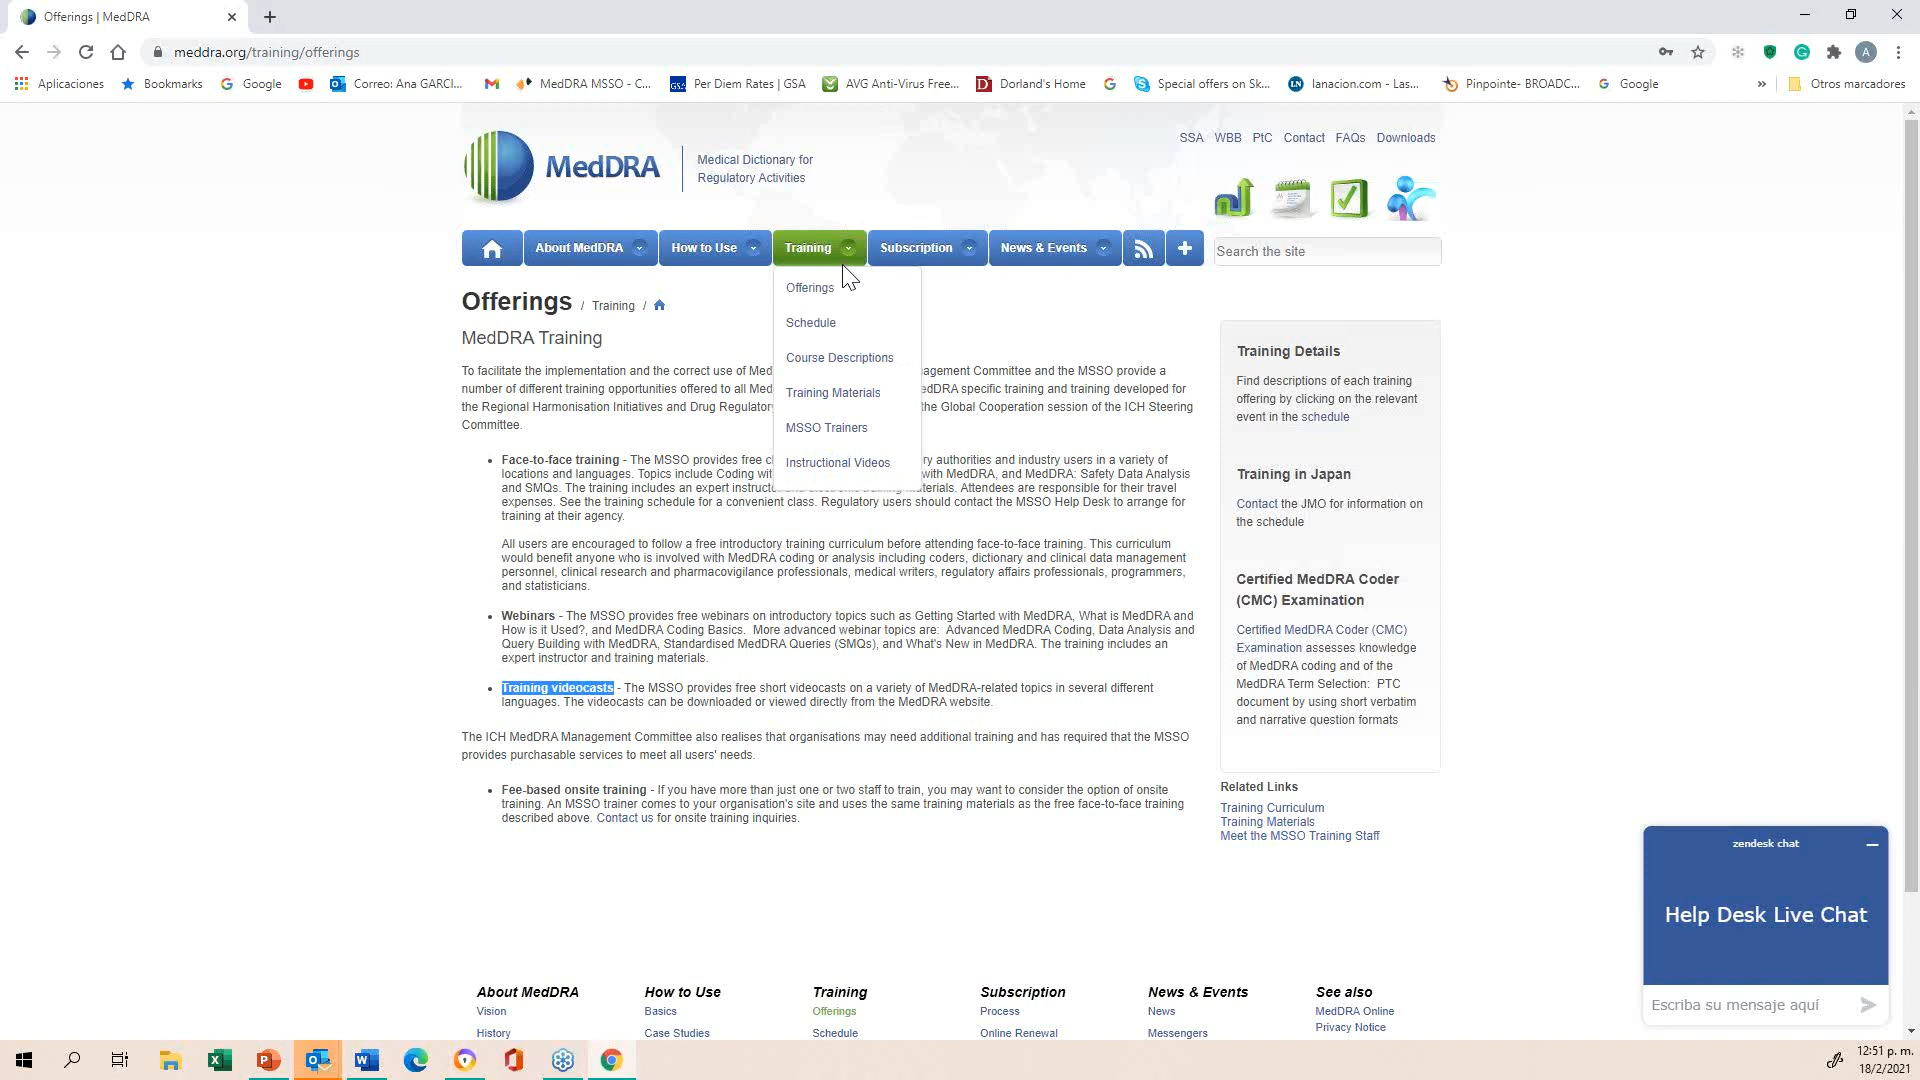 Offerings | MedDRA
meddra.org/training/offerings
A
Aplicaciones
Bookmarks
Google
Correo: Ana GARCI...
MedDRA MSSO - C...
Per Diem Rates | GSA
AVG Anti-Virus Free...
Dorland's Home
Special offers on Sk...
lanacion.com - Las...
Pinpointe- BROADC...
Google
»
Otros marcadores
SSA WBB PtC Contact FAQs Downloads
MedDRA
Medical Dictionary for
Regulatory Activities
About MedDRA
How to Use
Training
Subscription
News & Events
Search the site
Offerings
Schedule
Course Descriptions
Training Materials
MSSO Trainers
Instructional Videos
Offerings / Training /
MedDRA Training
To facilitate the implementation and the correct use of Med agement Committee and the MSSO provide a
number of different training opportunities offered to all Med edDRA specific training and training developed for
the Regional Harmonisation Initiatives and Drug Regulatory the Global Cooperation session of the ICH Steering
Committee.
• Face-to-face training - The MSSO provides free cl ry authorities and industry users in a variety of
locations and languages. Topics include Coding wit with MedDRA, and MedDRA: Safety Data Analysis
and SMQs. The training includes an expert instructo terials. Attendees are responsible for their travel
expenses. See the training schedule for a convenient class. Regulatory users should contact the MSSO Help Desk to arrange for
training at their agency.
All users are encouraged to follow a free introductory training curriculum before attending face-to-face training. This curriculum
would benefit anyone who is involved with MedDRA coding or analysis including coders, dictionary and clinical data management
personnel, clinical research and pharmacovigilance professionals, medical writers, regulatory affairs professionals, programmers,
and statisticians.
• Webinars - The MSSO provides free webinars on introductory topics such as Getting Started with MedDRA, What is MedDRA and
How is it Used?, and MedDRA Coding Basics. More advanced webinar topics are: Advanced MedDRA Coding, Data Analysis and
Query Building with MedDRA, Standardised MedDRA Queries (SMQs), and What's New in MedDRA. The training includes an
expert instructor and training materials.
• Training videocasts - The MSSO provides free short videocasts on a variety of MedDRA-related topics in several different
languages. The videocasts can be downloaded or viewed directly from the MedDRA website.
The ICH MedDRA Management Committee also realises that organisations may need additional training and has required that the MSSO
provides purchasable services to meet all users' needs.
• Fee-based onsite training - If you have more than just one or two staff to train, you may want to consider the option of onsite
training. An MSSO trainer comes to your organisation's site and uses the same training materials as the free face-to-face training
described above. Contact us for onsite training inquiries.
Training Details
Find descriptions of each training
offering by clicking on the relevant
event in the schedule
Training in Japan
Contact the JMO for information on
the schedule
Certified MedDRA Coder
(CMC) Examination
Certified MedDRA Coder (CMC)
Examination assesses knowledge
of MedDRA coding and of the
MedDRA Term Selection: PTC
document by using short verbatim
and narrative question formats
Related Links
Training Curriculum
Training Materials
Meet the MSSO Training Staff
zendesk chat
Help Desk Live Chat
Escriba su mensaje aquí
About MedDRA
Vision
History
How to Use
Basics
Case Studies
Training
Offerings
Schedule
Subscription
Process
Online Renewal
News & Events
News
Messengers
See also
MedDRA Online
Privacy Notice
12:51 p. m.
18/2/2021